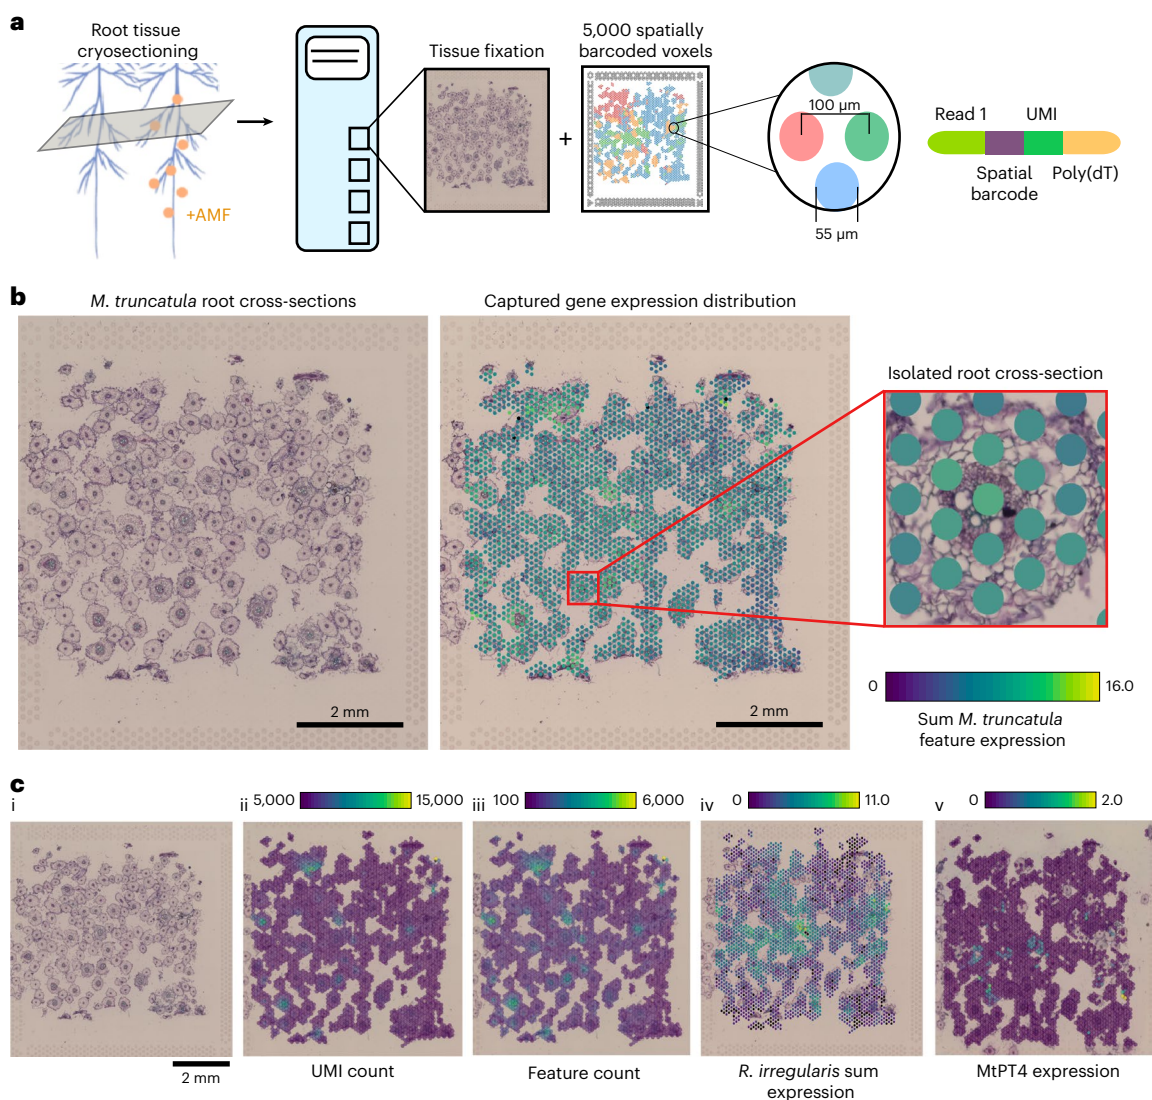 a
Root tissue
cryosectioning
+AMF
Tissue fixation
+
5,000 spatially
barcoded voxels
100 µm
55 µm
Read 1
UMI
Spatial
barcode
Poly(dT)
b
M. truncatula root cross-sections
Captured gene expression distribution
Isolated root cross-section
2 mm
2 mm
0
16.0
Sum M. truncatula
feature expression
c
i
2 mm
ii
5,000
15,000
UMI count
iii
100
6,000
Feature count
iv
0
11.0
R. irregularis sum
expression
v
0
2.0
MtPT4 expression